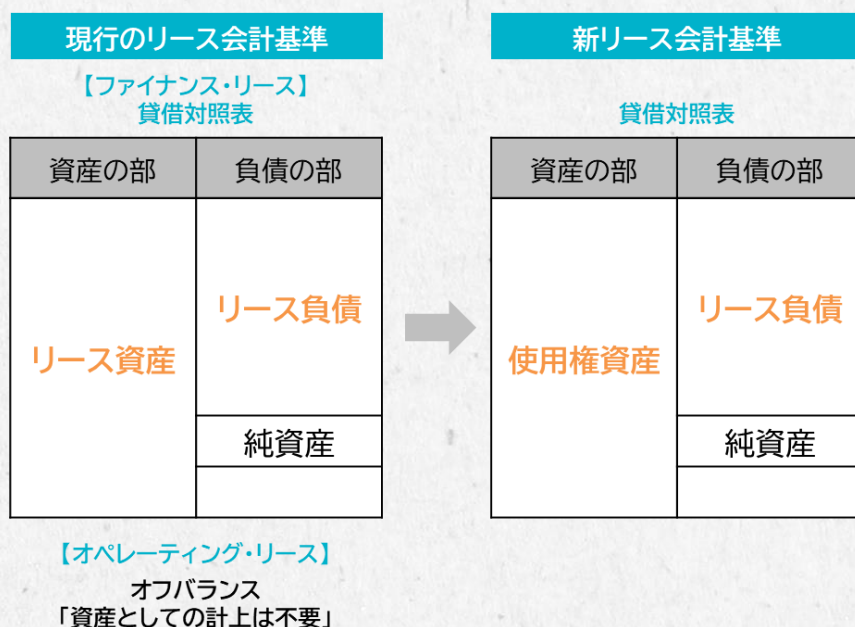 現行のリース会計基準
【ファイナンス・リース】
貸借対照表
資産の部 負債の部
リース資産
リース負債
純資産
【オペレーティング・リース】
オフバランス
「資産としての計上は不要」
新リース会計基準
貸借対照表
資産の部 負債の部
使用権資産
リース負債
純資産